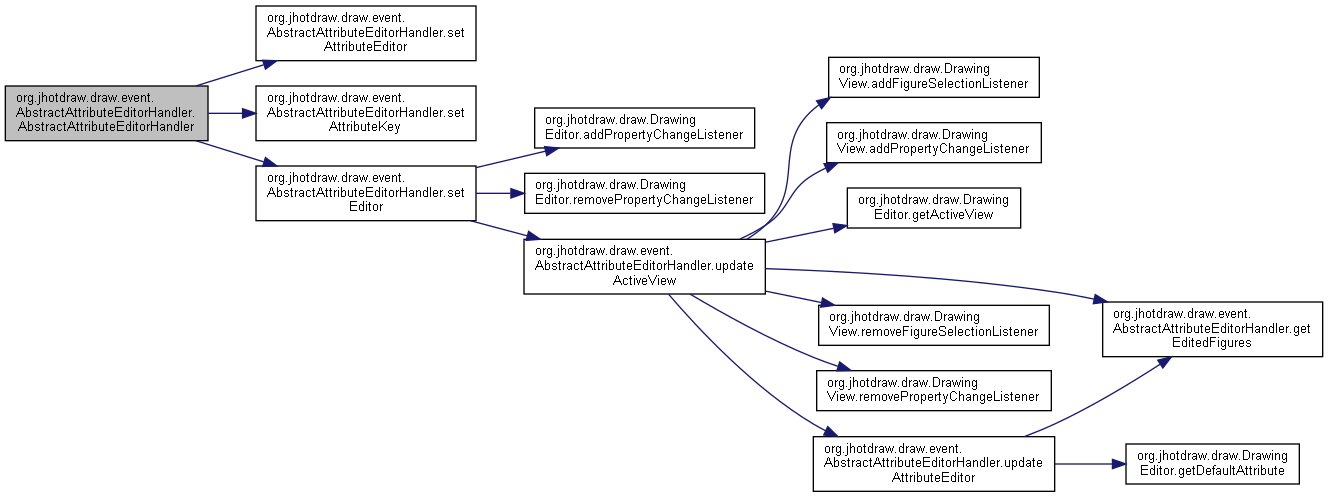 org.jhotdraw.draw.event.
AbstractAttributeEditorHandler.
AbstractAttributeEditorHandler
org.jhotdraw.draw.event.
AbstractAttributeEditorHandler.set
AttributeEditor
org.jhotdraw.draw.event.
AbstractAttributeEditorHandler.set
AttributeKey
org.jhotdraw.draw.event.
AbstractAttributeEditorHandler.set
Editor
org.jhotdraw.draw.Drawing
Editor.addPropertyChangeListener
org.jhotdraw.draw.Drawing
Editor.removePropertyChangeListener
org.jhotdraw.draw.event.
AbstractAttributeEditorHandler.update
ActiveView
org.jhotdraw.draw.Drawing
View.addFigureSelectionListener
org.jhotdraw.draw.Drawing
View.addPropertyChangeListener
org.jhotdraw.draw.Drawing
Editor.getActiveView
org.jhotdraw.draw.Drawing
View.removeFigureSelectionListener
org.jhotdraw.draw.Drawing
View.removePropertyChangeListener
org.jhotdraw.draw.event.
AbstractAttributeEditorHandler.update
AttributeEditor
org.jhotdraw.draw.event.
AbstractAttributeEditorHandler.get
EditedFigures
org.jhotdraw.draw.Drawing
Editor.getDefaultAttribute